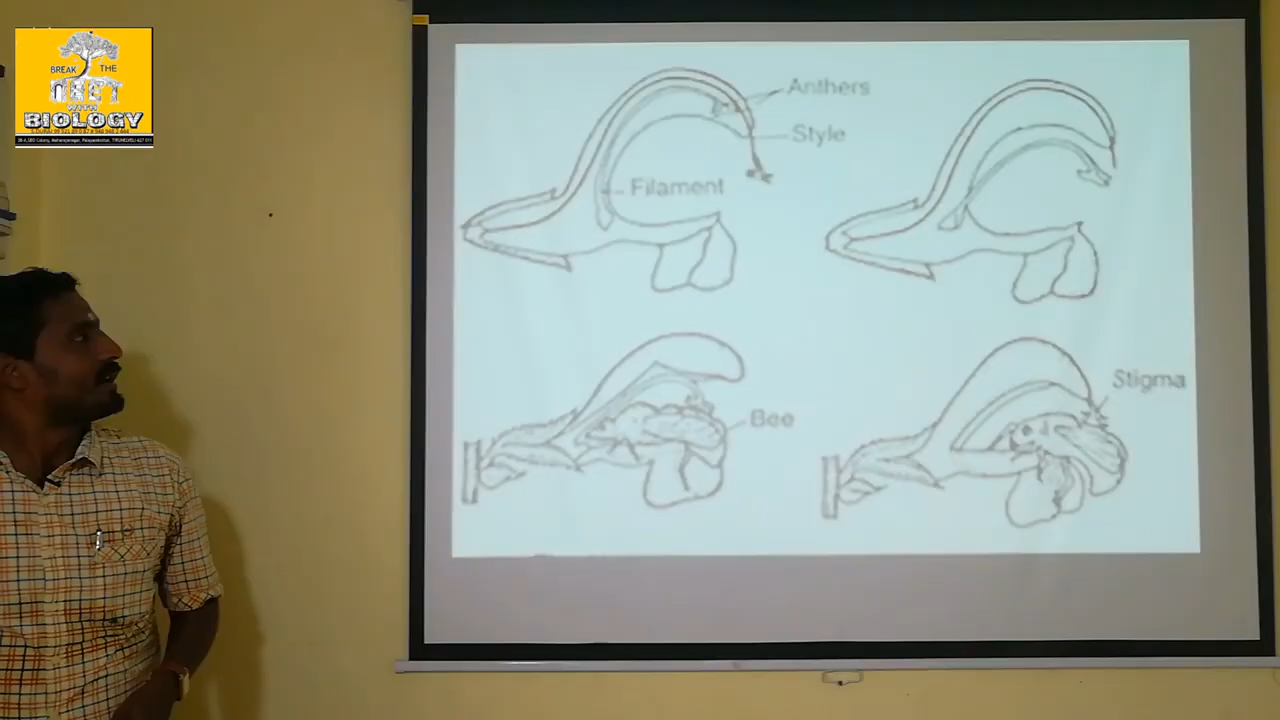 BREAK THE
NEET
WITH
BIOLOGY
Anthers
Style
Filament
Bee
Stigma